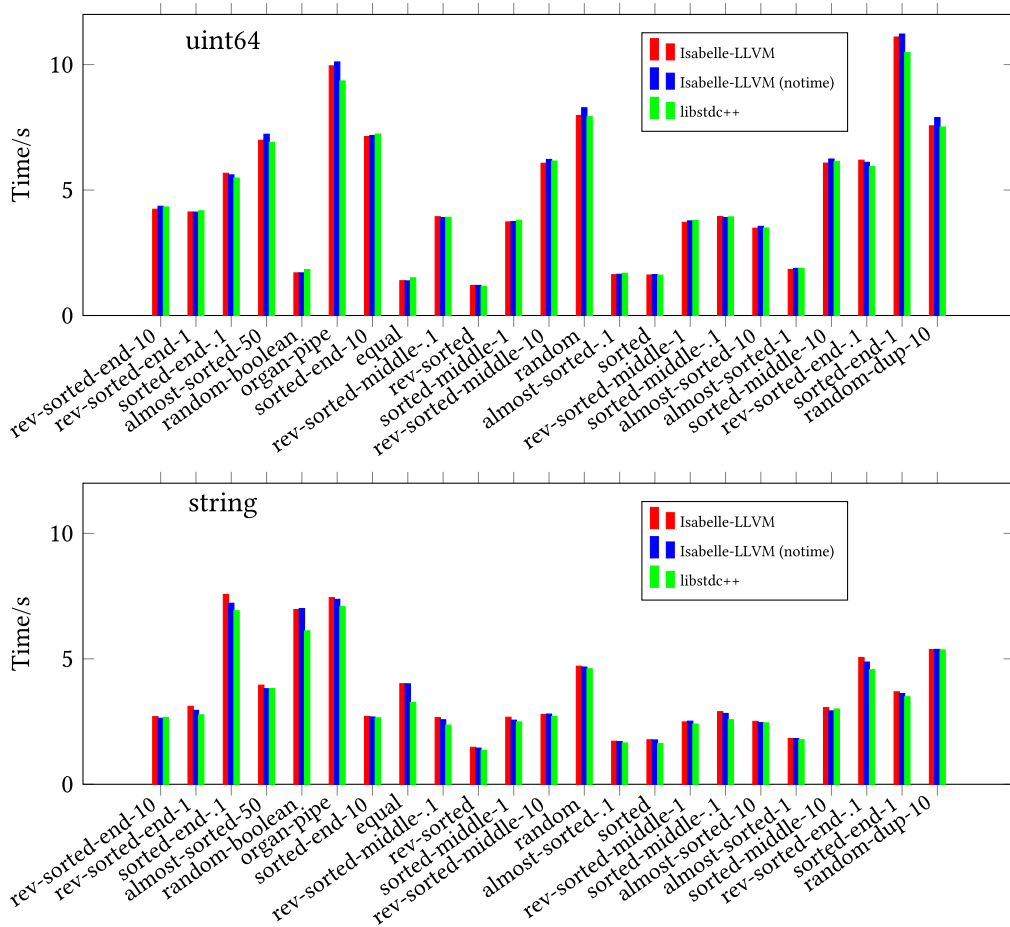 uint64
Time/s
10
5
0
Isabelle-LLVM
Isabelle-LLVM (notime)
libstdc++
rev-sorted-end-10
rev-sorted-end-1
sorted-end-.1
almost-sorted-50
random-boolean
organ-pipe
sorted-end-10
equal
rev-sorted-middle-.1
rev-sorted
sorted-middle-1
rev-sorted-middle-10
random
almost-sorted-.1
sorted
rev-sorted-middle-1
sorted-middle-.1
almost-sorted-10
almost-sorted-1
sorted-middle-10
rev-sorted-end-.1
sorted-end-1
random-dup-10
string
Time/s
10
5
0
Isabelle-LLVM
Isabelle-LLVM (notime)
libstdc++
rev-sorted-end-10
rev-sorted-end-1
sorted-end-.1
almost-sorted-50
random-boolean
organ-pipe
sorted-end-10
equal
rev-sorted-middle-.1
rev-sorted
sorted-middle-1
rev-sorted-middle-10
random
almost-sorted-.1
sorted
rev-sorted-middle-1
sorted-middle-.1
almost-sorted-10
almost-sorted-1
sorted-middle-10
rev-sorted-end-.1
sorted-end-1
random-dup-10